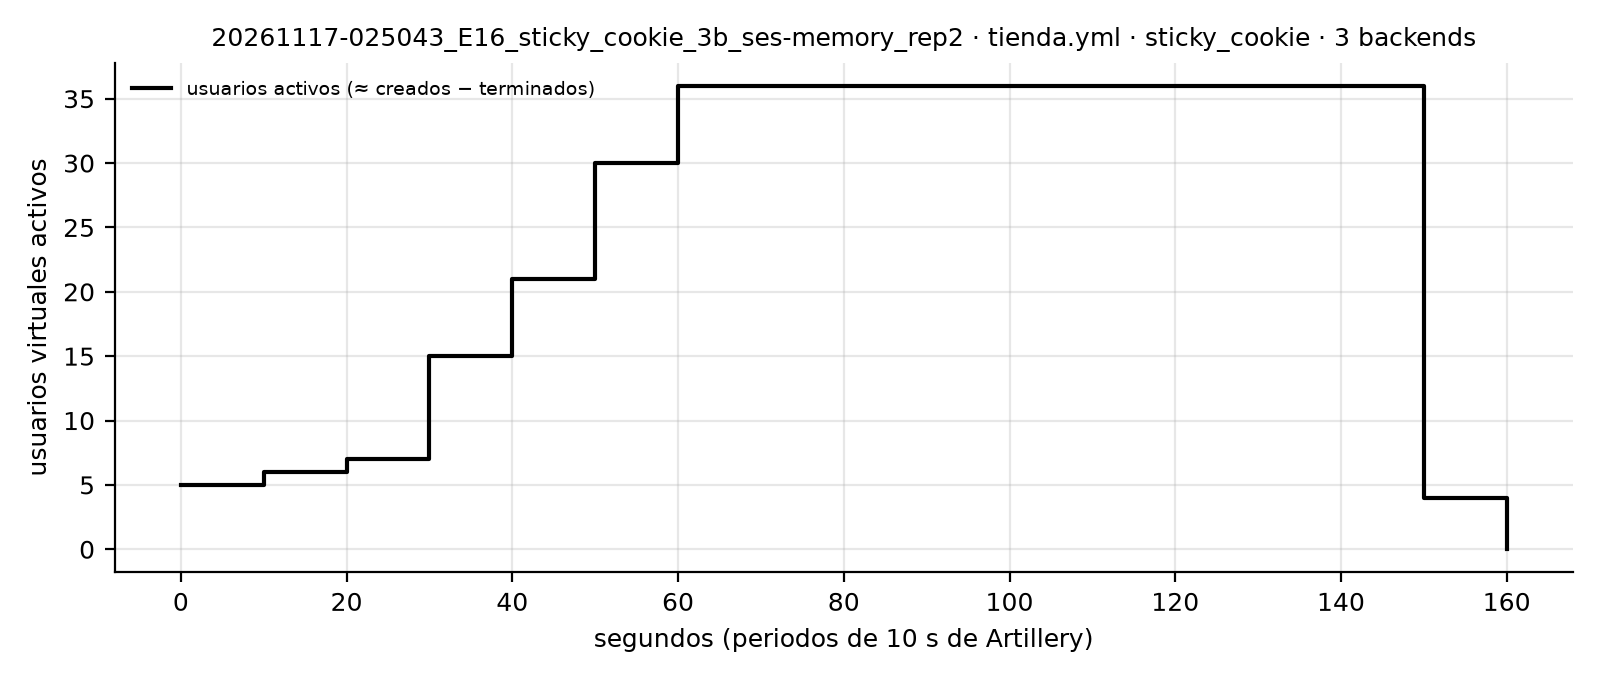 20261117-025043_E16_sticky_cookie_3b_ses-memory_rep2 · tienda.yml · sticky_cookie · 3 backends
usuarios activos (≈ creados − terminados)
usuarios virtuales activos
35
30
25
20
15
10
5
0
0 20 40 60 80 100 120 140 160
segundos (periodos de 10 s de Artillery)